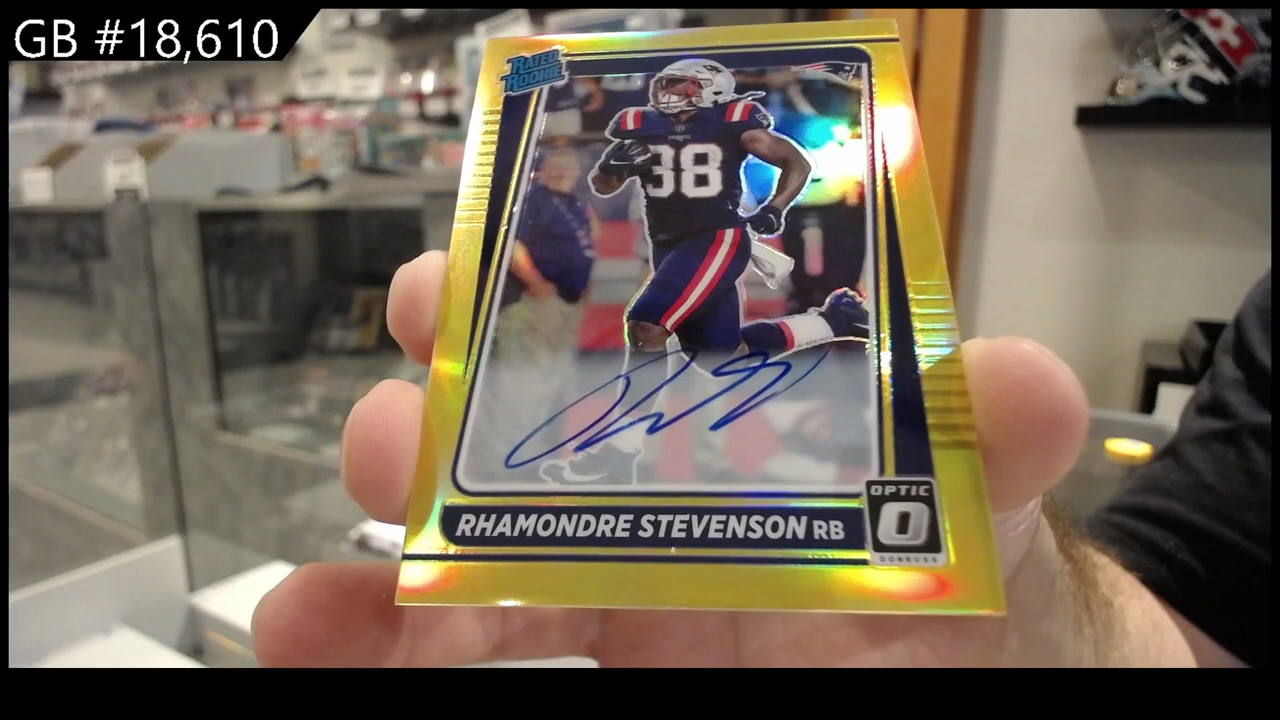 GB #18,610
RATED
ROOKIE
38
RHAMONDRE STEVENSON RB
OPTIC
DONRUSS